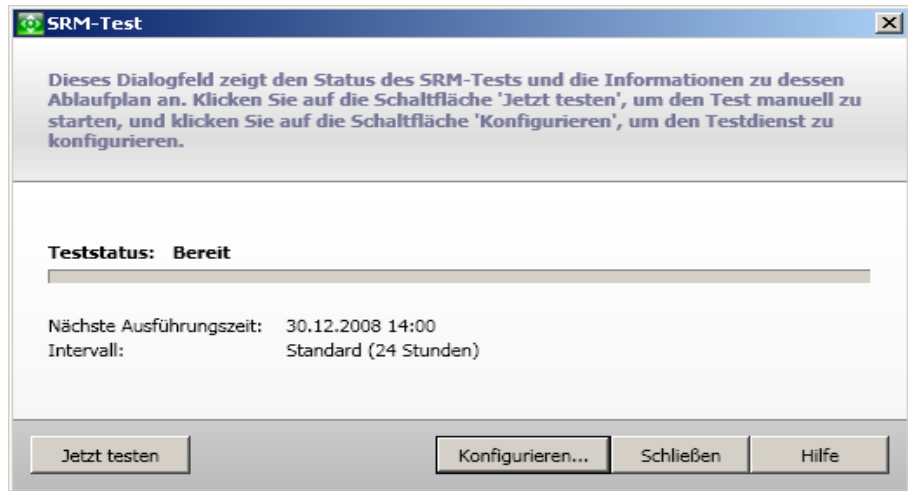 SRM-Test
Dieses Dialogfeld zeigt den Status des SRM-Tests und die Informationen zu dessen
Ablaufplan an. Klicken Sie auf die Schaltfläche 'Jetzt testen', um den Test manuell zu
starten, und klicken Sie auf die Schaltfläche 'Konfigurieren', um den Testdienst zu
konfigurieren.
Teststatus: Bereit
Nächste Ausführungszeit: 30.12.2008 14:00
Intervall: Standard (24 Stunden)
Jetzt testen Konfigurieren... Schließen Hilfe